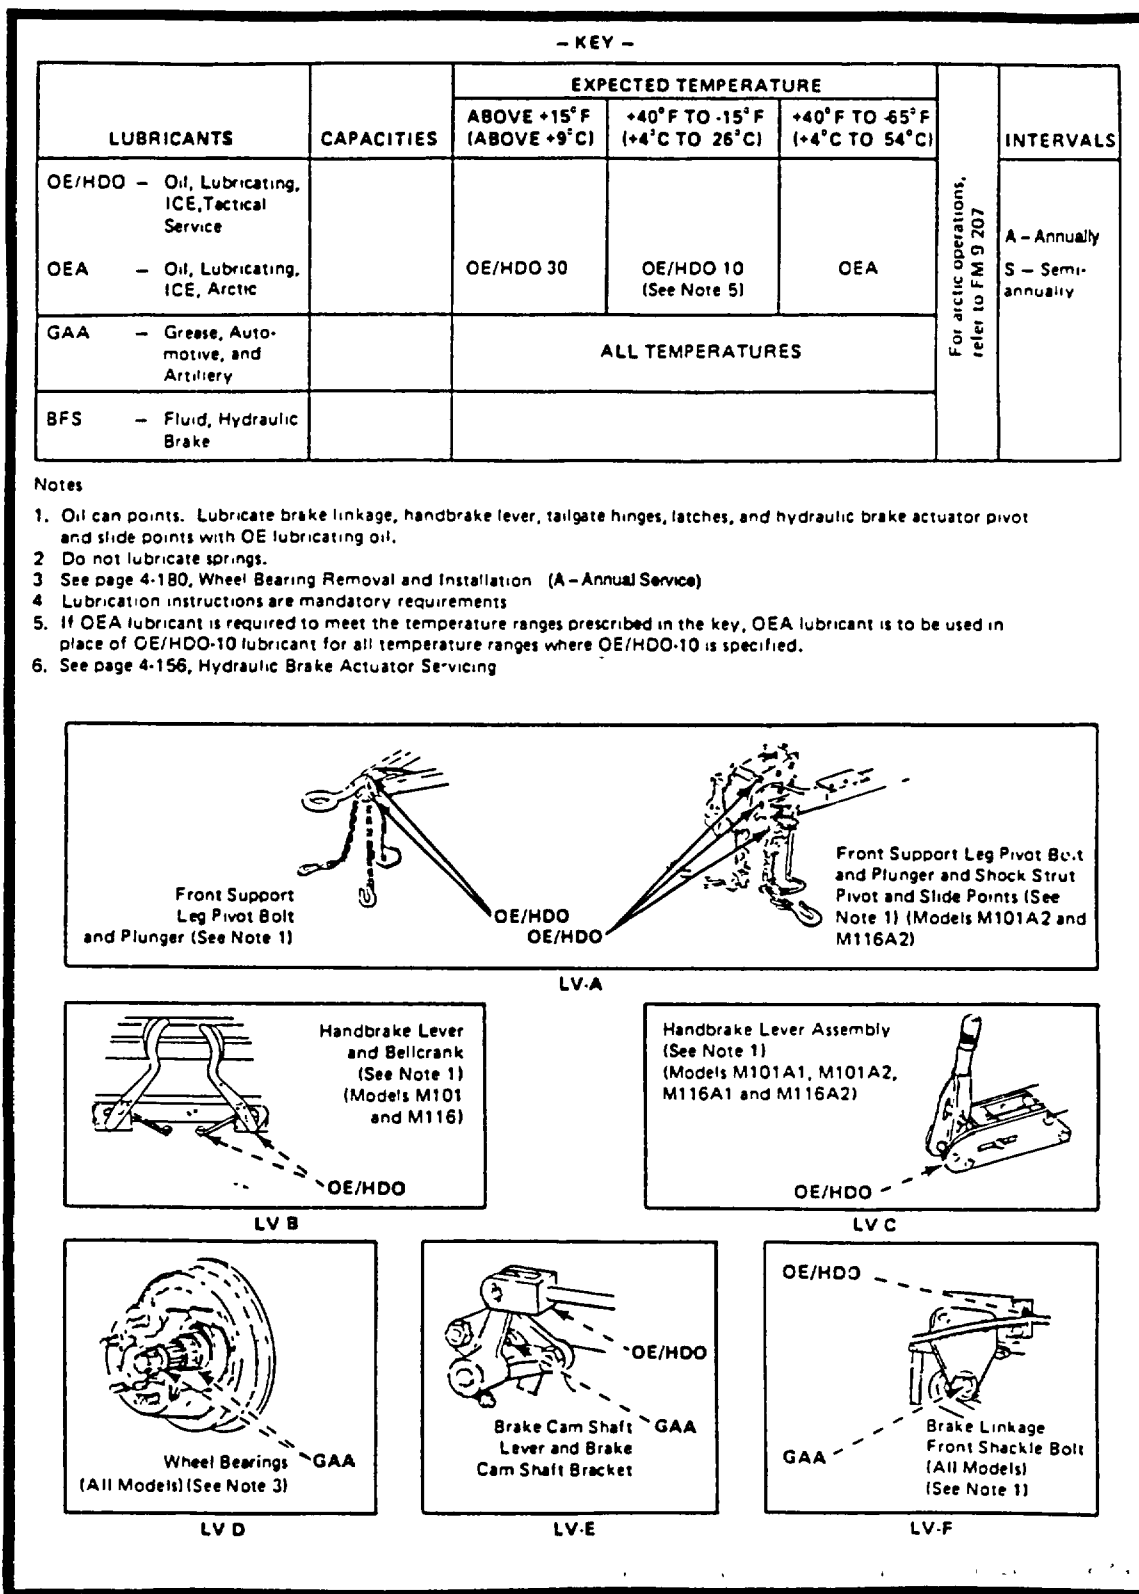 – KEY –
LUBRICANTS
CAPACITIES
EXPECTED TEMPERATURE
ABOVE +15°F
(ABOVE +9°C)
+40°F TO -15°F
(+4°C TO 26°C)
+40°F TO -65°F
(+4°C TO 54°C)
For arctic operations,
refer to FM 9 207
INTERVALS
OE/HDO – Oil, Lubricating,
ICE, Tactical
Service
OEA – Oil, Lubricating,
ICE, Arctic
OE/HDO 30
OE/HDO 10
(See Note 5)
OEA
A – Annually
S – Semi-
annually
GAA – Grease, Auto-
motive, and
Artillery
ALL TEMPERATURES
BFS – Fluid, Hydraulic
Brake
Notes
1. Oil can points. Lubricate brake linkage, handbrake lever, tailgate hinges, latches, and hydraulic brake actuator pivot
and slide points with OE lubricating oil.
2 Do not lubricate springs.
3 See page 4-180, Wheel Bearing Removal and Installation (A – Annual Service)
4 Lubrication instructions are mandatory requirements
5. If OEA lubricant is required to meet the temperature ranges prescribed in the key, OEA lubricant is to be used in
place of OE/HDO-10 lubricant for all temperature ranges where OE/HDO-10 is specified.
6. See page 4-156, Hydraulic Brake Actuator Servicing
Front Support
Leg Pivot Bolt
and Plunger (See Note 1)
OE/HDO
OE/HDO
Front Support Leg Pivot Bolt
and Plunger and Shock Strut
Pivot and Slide Points (See
Note 1) (Models M101A2 and
M116A2)
LV-A
Handbrake Lever
and Bellcrank
(See Note 1)
(Models M101
and M116)
OE/HDO
LV B
Handbrake Lever Assembly
(See Note 1)
(Models M101A1, M101A2,
M116A1 and M116A2)
OE/HDO
LV C
Wheel Bearings
(All Models) (See Note 3)
GAA
LV D
OE/HDO
GAA
Brake Cam Shaft
Lever and Brake
Cam Shaft Bracket
LV-E
OE/HDO
GAA
Brake Linkage
Front Shackle Bolt
(All Models)
(See Note 1)
LV-F